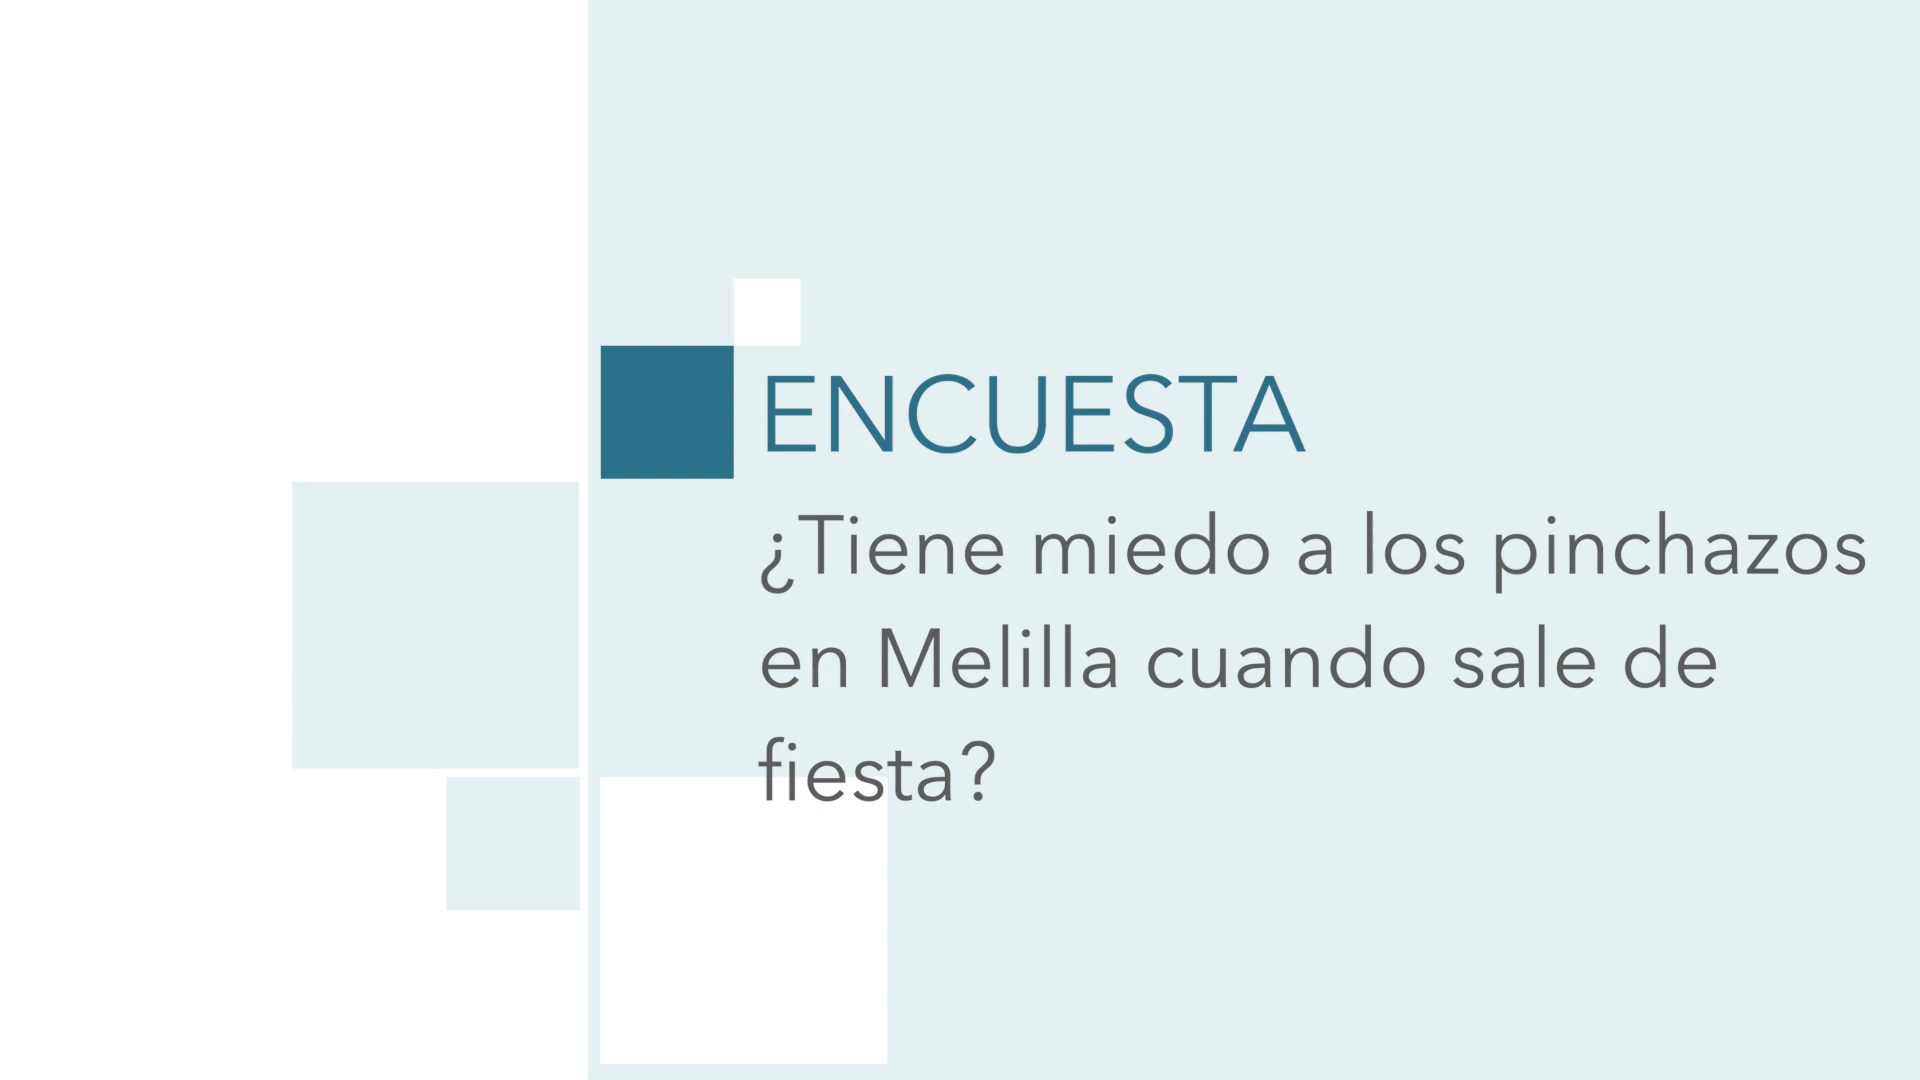 ENCUESTA
¿Tiene miedo a los pinchazos
en Melilla cuando sale de
fiesta?